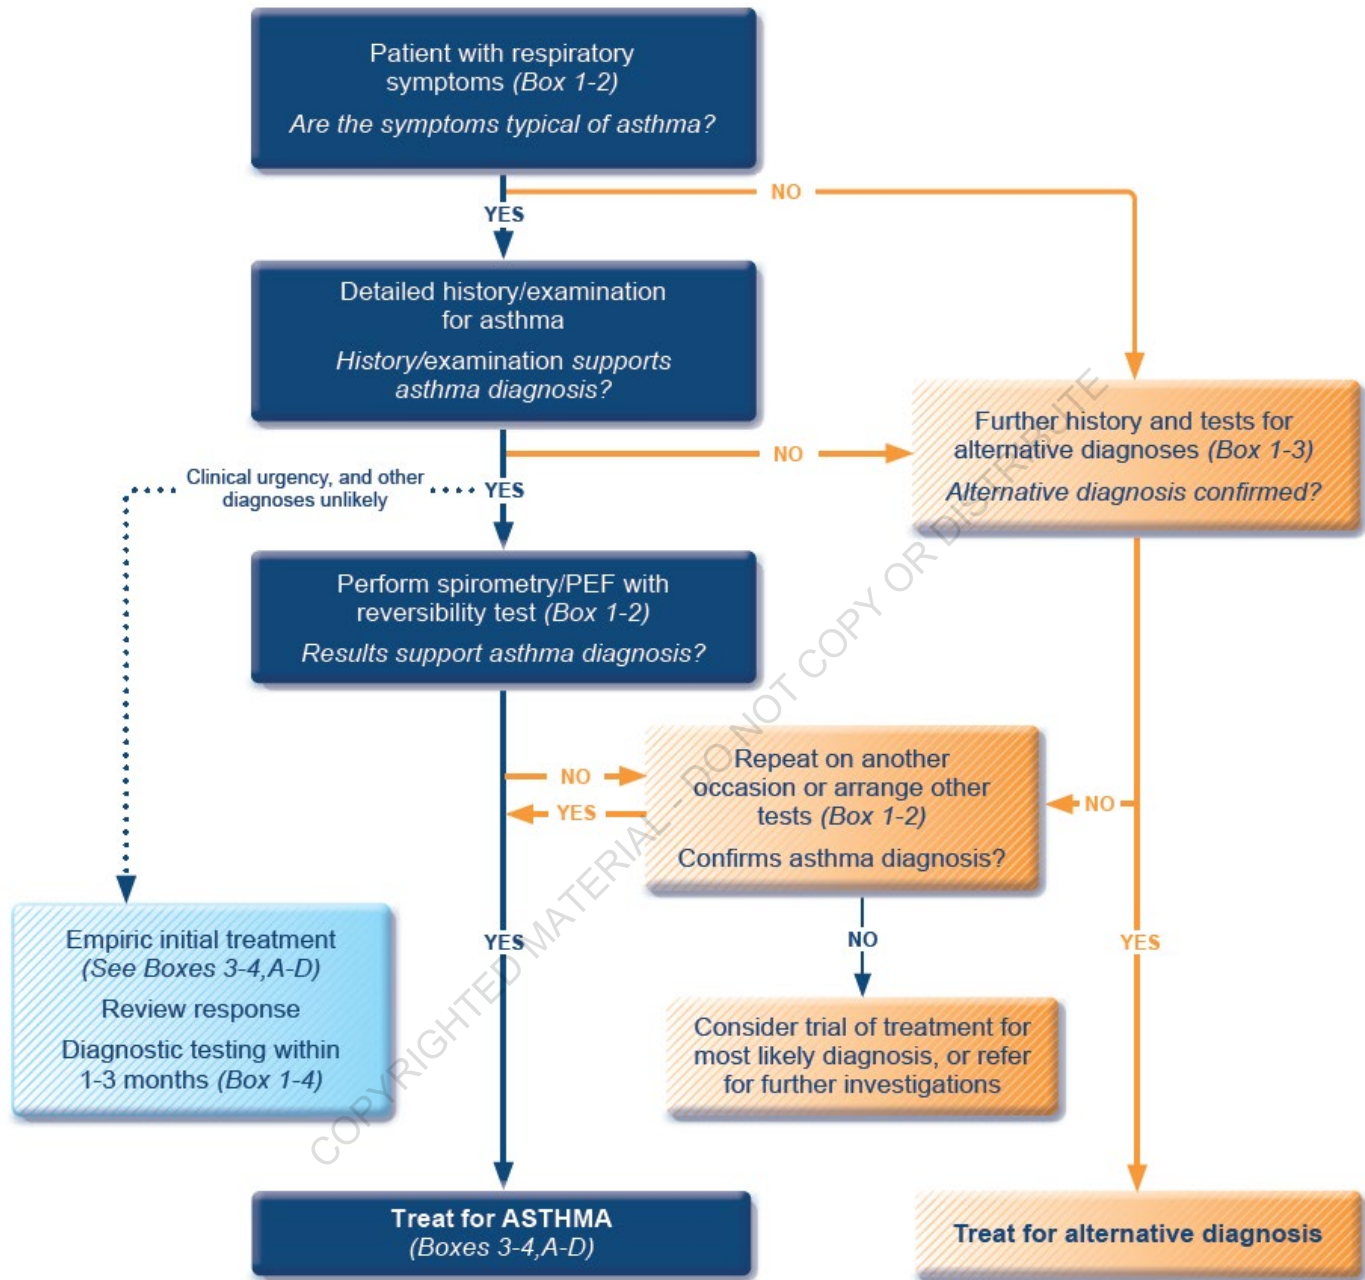 Patient with respiratory
symptoms (Box 1-2)
Are the symptoms typical of asthma?
NO
YES
Detailed history/examination
for asthma
History/examination supports
asthma diagnosis?
Further history and tests for
alternative diagnoses (Box 1-3)
Alternative diagnosis confirmed?
NO
Clinical urgency, and other
diagnoses unlikely
YES
Perform spirometry/PEF with
reversibility test (Box 1-2)
Results support asthma diagnosis?
Repeat on another
occasion or arrange other
tests (Box 1-2)
Confirms asthma diagnosis?
NO
YES
NO
Empiric initial treatment
(See Boxes 3-4,A-D)
Review response
Diagnostic testing within
1-3 months (Box 1-4)
YES
NO
YES
Consider trial of treatment for
most likely diagnosis, or refer
for further investigations
Treat for ASTHMA
(Boxes 3-4,A-D)
Treat for alternative diagnosis
COPYRIGHTED MATERIAL - DO NOT COPY OR DISTRIBUTE